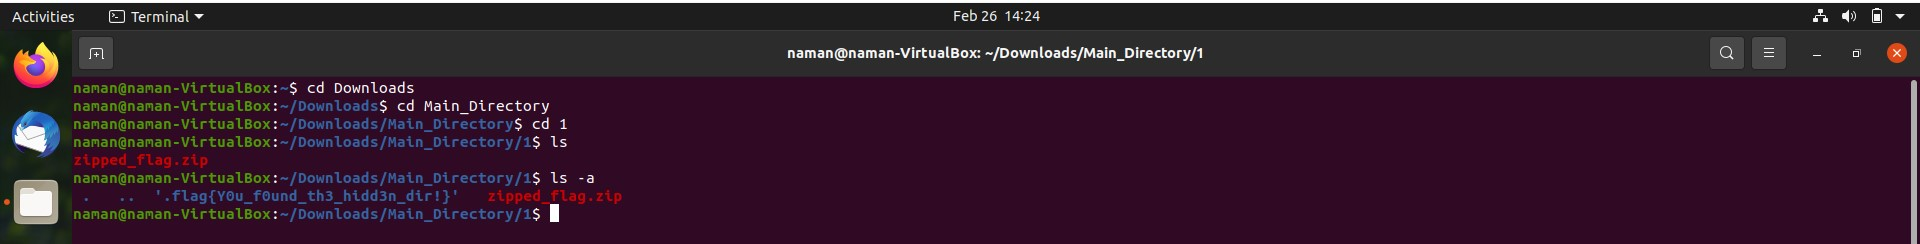 Activities Terminal Feb 26 14:24
naman@naman-VirtualBox: ~/Downloads/Main_Directory/1
naman@naman-VirtualBox:~$ cd Downloads
naman@naman-VirtualBox:~/Downloads$ cd Main_Directory
naman@naman-VirtualBox:~/Downloads/Main_Directory$ cd 1
naman@naman-VirtualBox:~/Downloads/Main_Directory/1$ ls
zipped_flag.zip
naman@naman-VirtualBox:~/Downloads/Main_Directory/1$ ls -a
. .. '.flag{Y0u_f0und_th3_hidd3n_dir!}' zipped_flag.zip
naman@naman-VirtualBox:~/Downloads/Main_Directory/1$